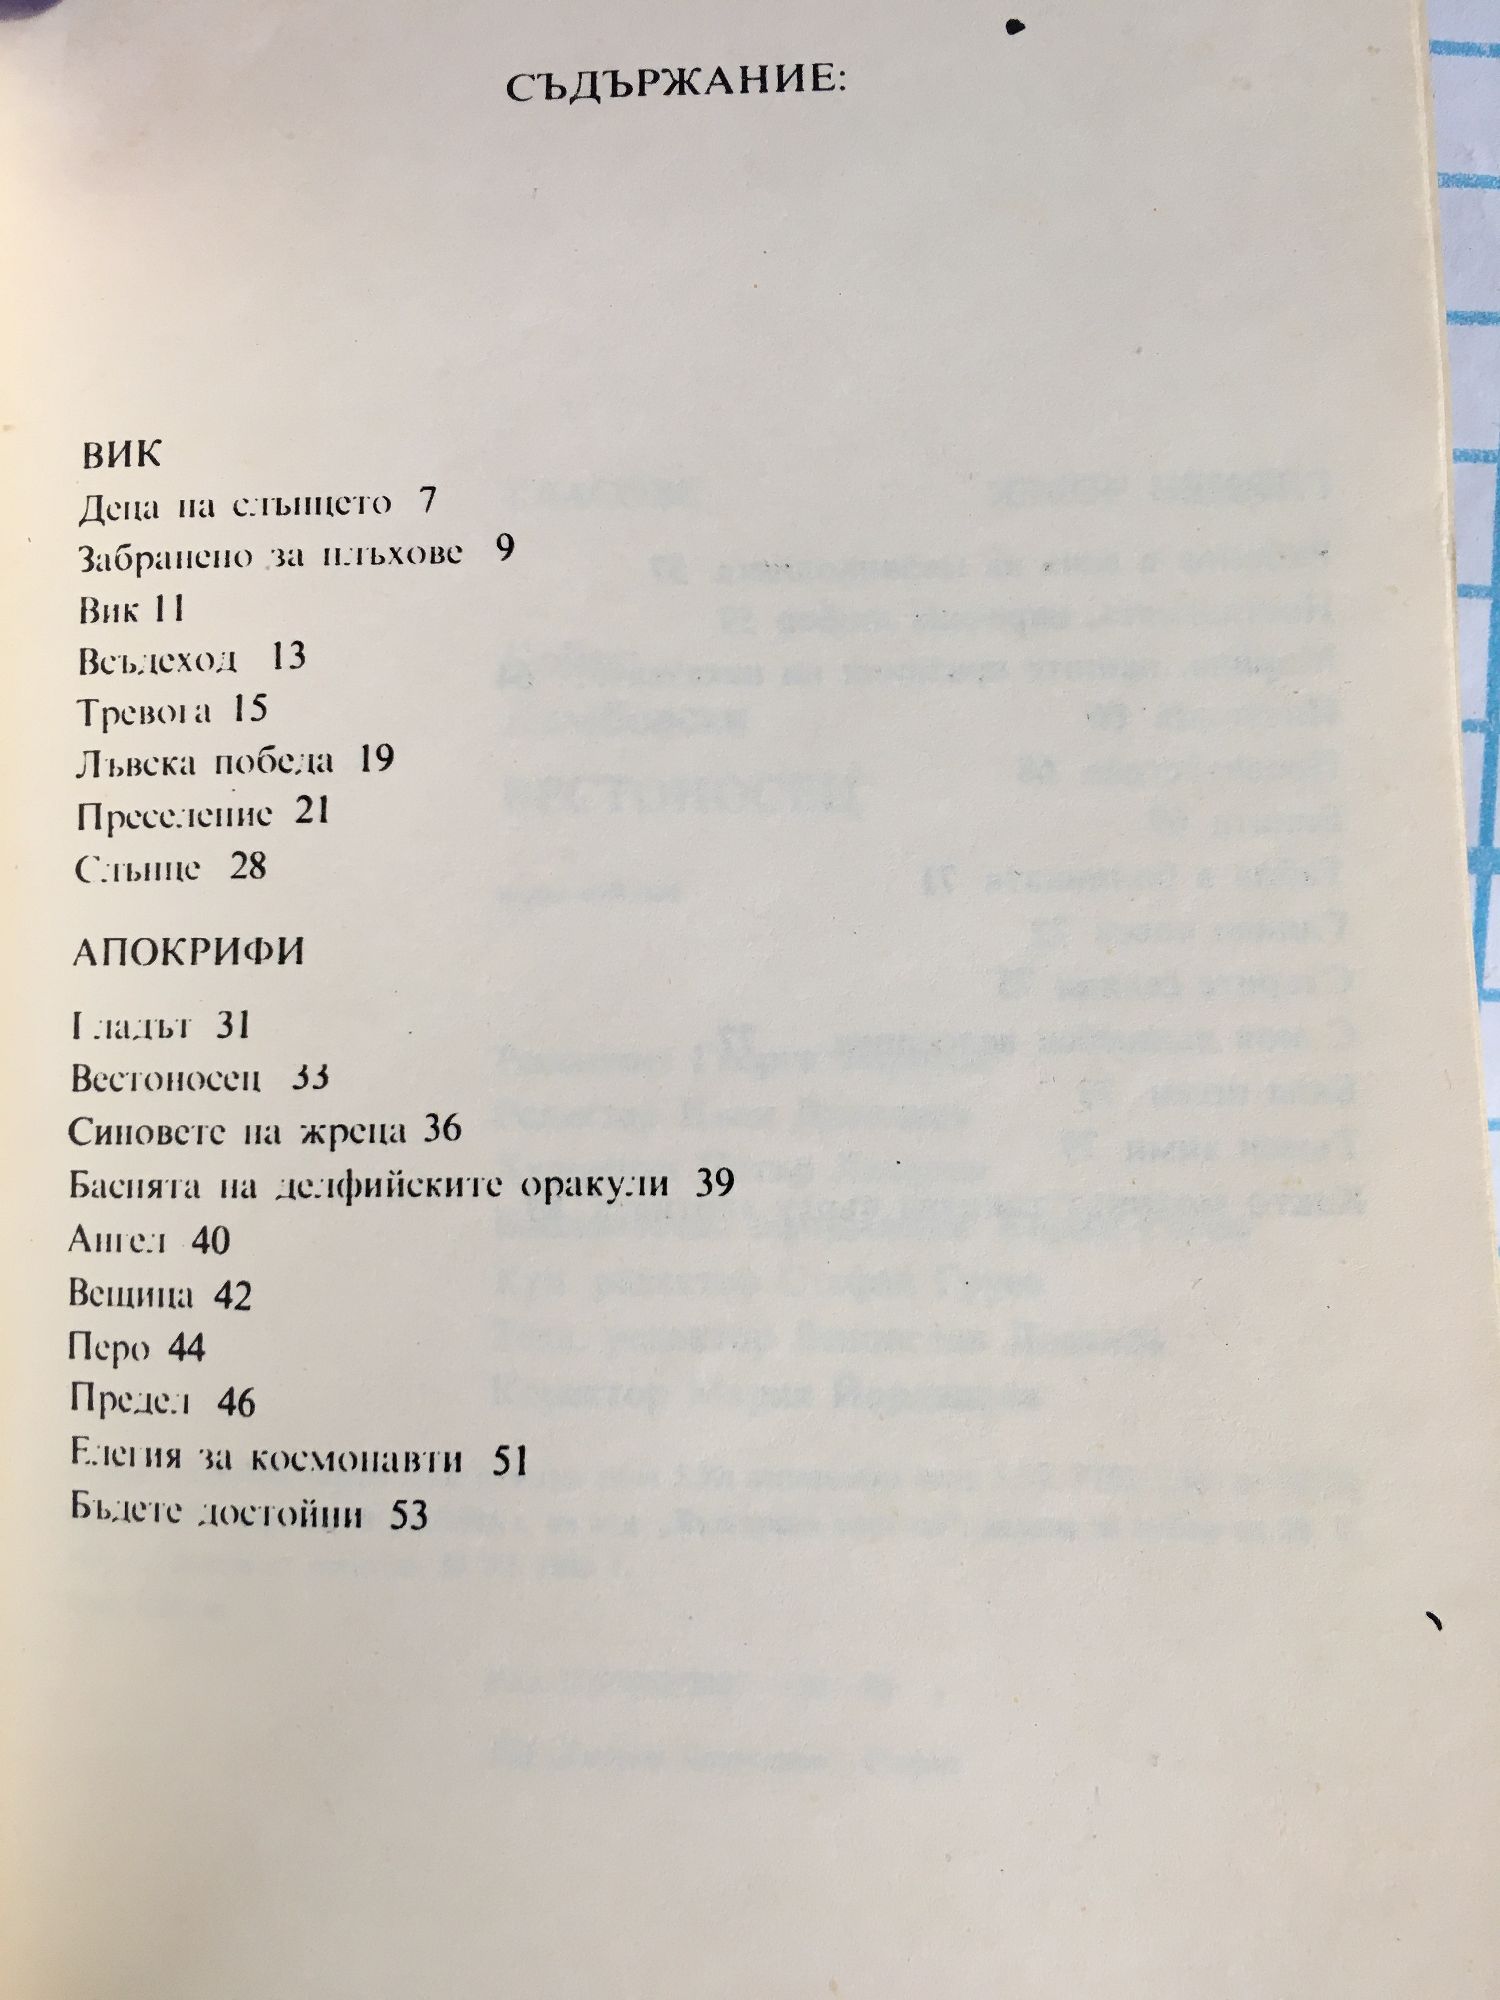 СЪДЪРЖАНИЕ:
ВИК
Деца на слънцето 7
Забранено за плъхове 9
Вик 11
Всъдеход 13
Тревога 15
Лъвска победа 19
Преселение 21
Слънце 28
АПОКРИФИ
Гладът 31
Вестоносец 33
Синовете на жреца 36
Баснята на делфийските оракули 39
Ангел 40
Вещица 42
Перо 44
Предел 46
Елегия за космонавти 51
Бъдете достойни 53